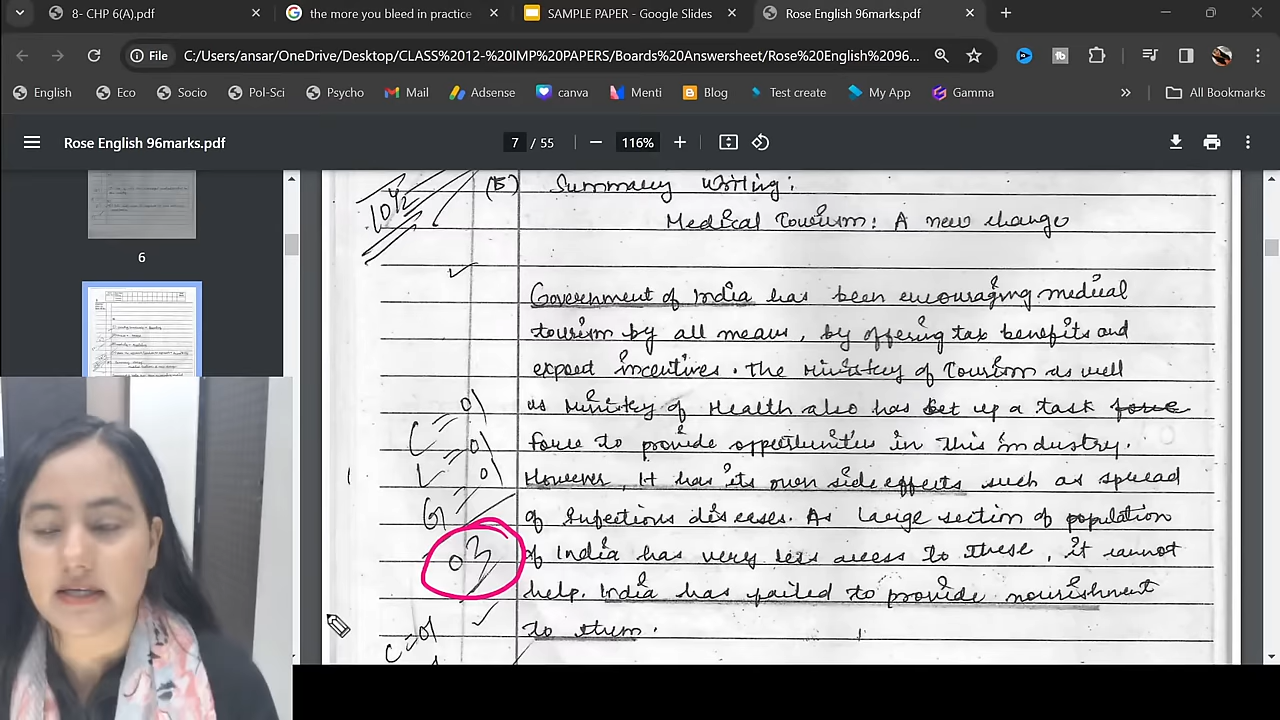 8- CHP 6(A).pdf
the more you bleed in practice
SAMPLE PAPER - Google Slides
Rose English 96marks.pdf
File
C:/Users/ansar/OneDrive/Desktop/CLASS%2012-%20IMP%20PAPERS/Boards%20Answersheet/Rose%20English%2096...
English
Eco
Socio
Pol-Sci
Psycho
Mail
Adsense
canva
Menti
Blog
Test create
My App
Gamma
»
All Bookmarks
Rose English 96marks.pdf
7 / 55
116%
6
10½
(B) Summary Writing:
Medical Tourism: A new change
Government of India has been encouraging medical
tourism by all means, by offering tax benefits and
export incentives. The Ministry of Tourism as well
as Ministry of Health also has set up a task force
force to provide opportunities in this industry.
However, it has its own side effects such as spread
of Infectious diseases. As large section of population
of India has very less access to these, it cannot
help. India has failed to provide nourishment
to them.
C = 01
L = 01
G = 01
03
C = 01